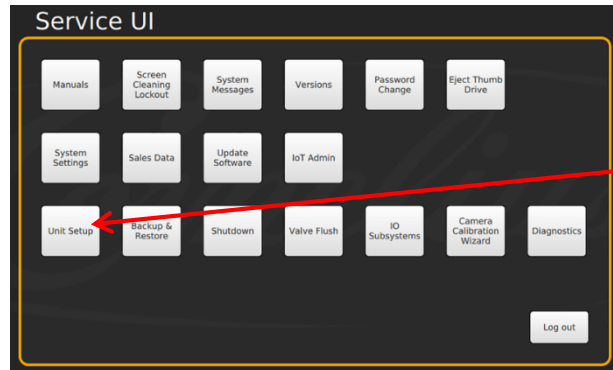 Service UI
Manuals
Screen
Cleaning
Lockout
System
Messages
Versions
Password
Change
Eject Thumb
Drive
System
Settings
Sales Data
Update
Software
IoT Admin
Unit Setup
Backup &
Restore
Shutdown
Valve Flush
IO
Subsystems
Camera
Calibration
Wizard
Diagnostics
Log out